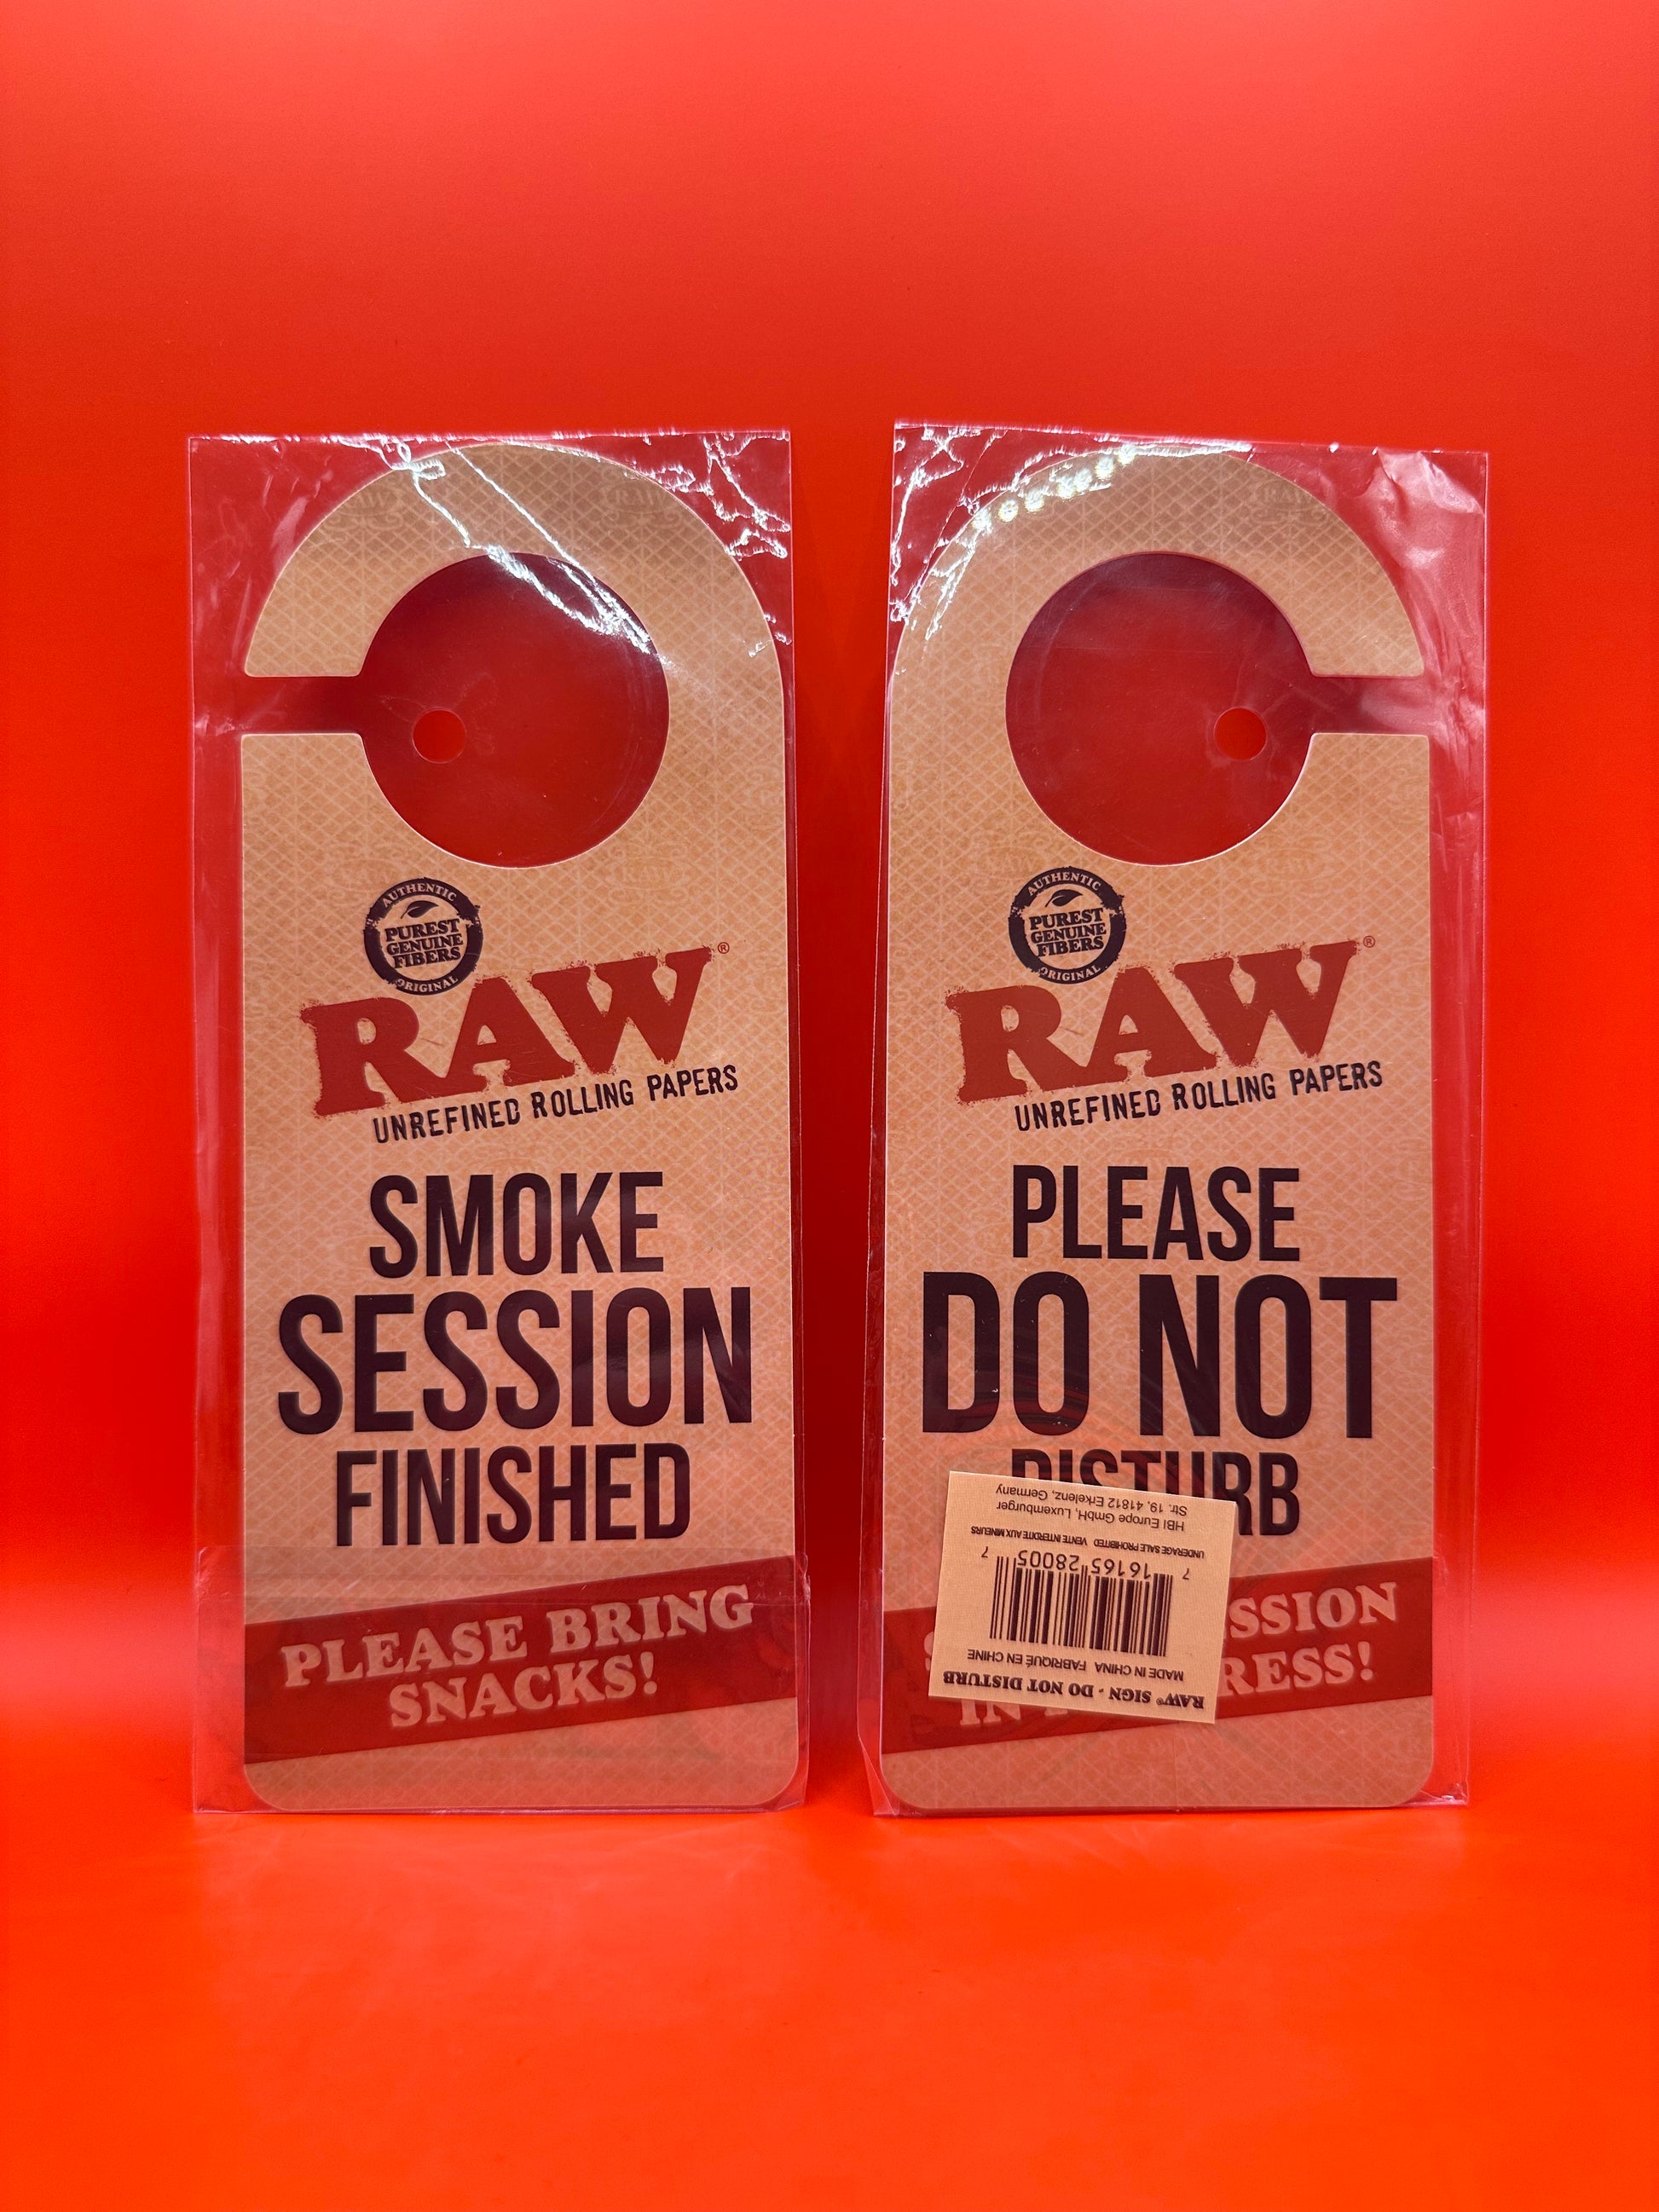 AUTHENTIC
PUREST
GENUINE
FIBERS
ORIGINAL
RAW®
UNREFINED ROLLING PAPERS
SMOKE
SESSION
FINISHED
PLEASE BRING
SNACKS!
AUTHENTIC
PUREST
GENUINE
FIBERS
ORIGINAL
RAW®
UNREFINED ROLLING PAPERS
PLEASE
DO NOT
DISTURB
RAW® SIGN - DO NOT DISTURB
MADE IN CHINA FABRIQUÉ EN CHINE
7 16165 28005 7
UNDERAGE SALE PROHIBITED VENTE INTERDITE AUX MINEURS
HBI Europe GmbH, Luxemburger
Str. 19, 41812 Erkelenz, Germany